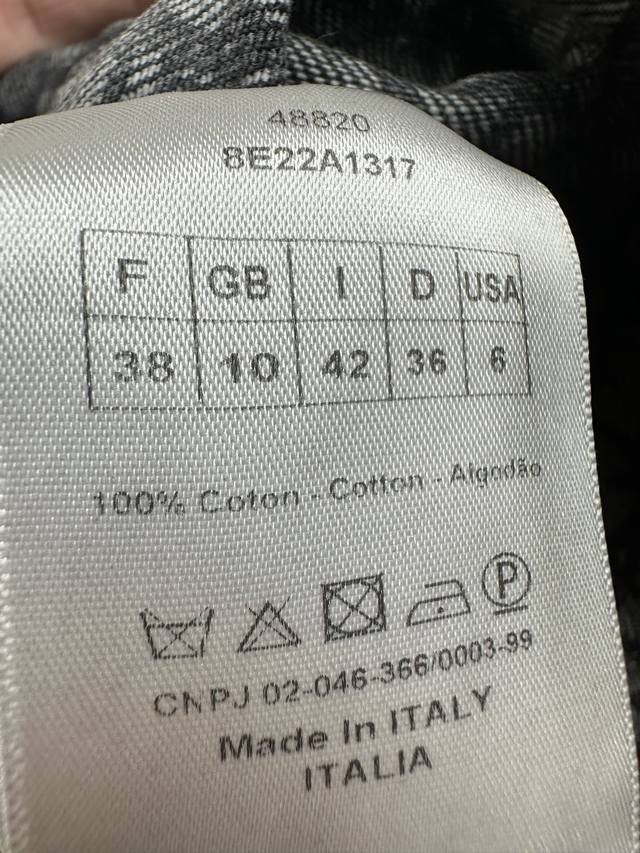 48820
8E22A1317
F GB I D USA
38 10 42 36 6
100% Coton - Cotton - Algodão
P
CNPJ 02-046-366/0003-99
Made In ITALY
ITALIA